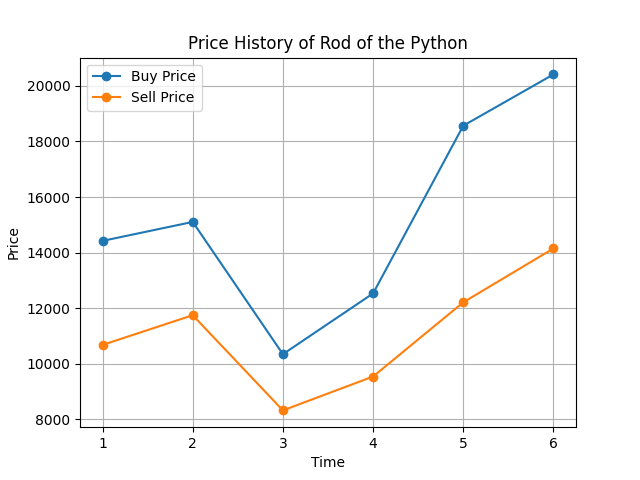 Price History of Rod of the Python
Buy Price
Sell Price
20000
18000
16000
14000
12000
10000
8000
Price
1 2 3 4 5 6
Time